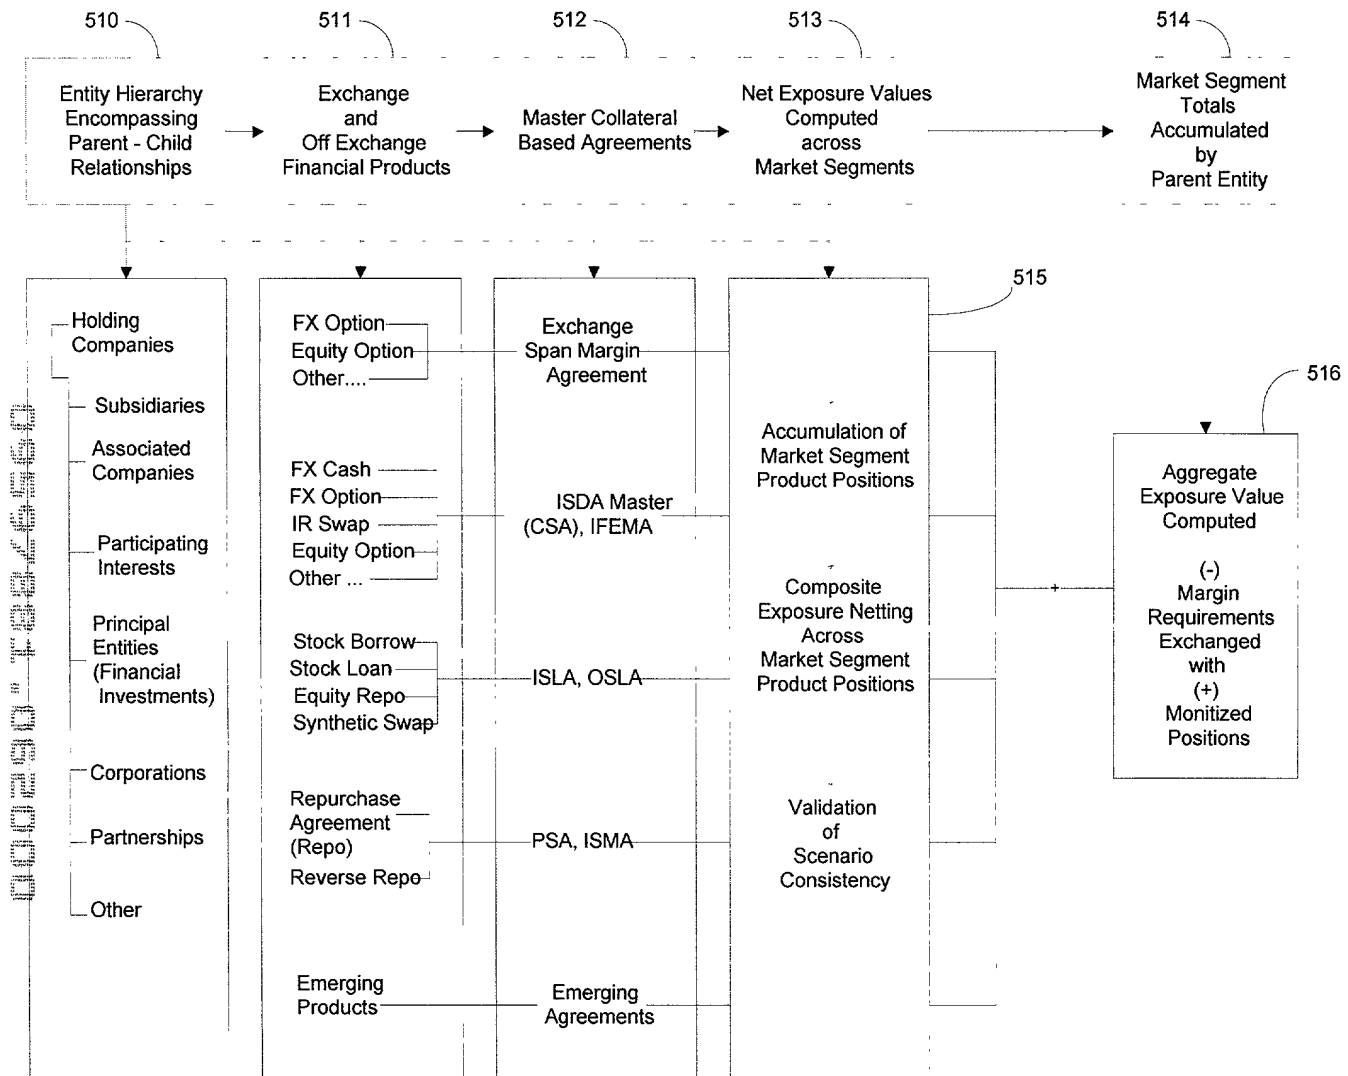 510
511
512
513
514
Entity Hierarchy
Encompassing
Parent - Child
Relationships
Exchange
and
Off Exchange
Financial Products
Master Collateral
Based Agreements
Net Exposure Values
Computed
across
Market Segments
Market Segment
Totals
Accumulated
by
Parent Entity
Holding
Companies
Subsidiaries
Associated
Companies
Participating
Interests
Principal
Entities
(Financial
Investments)
Corporations
Partnerships
Other
FX Option
Equity Option
Other....
FX Cash
FX Option
IR Swap
Equity Option
Other ...
Stock Borrow
Stock Loan
Equity Repo
Synthetic Swap
Repurchase
Agreement
(Repo)
Reverse Repo
Emerging
Products
Exchange
Span Margin
Agreement
ISDA Master
(CSA), IFEMA
ISLA, OSLA
PSA, ISMA
Emerging
Agreements
515
Accumulation of
Market Segment
Product Positions
Composite
Exposure Netting
Across
Market Segment
Product Positions
Validation
of
Scenario
Consistency
+
516
Aggregate
Exposure Value
Computed
(-)
Margin
Requirements
Exchanged
with
(+)
Monitized
Positions